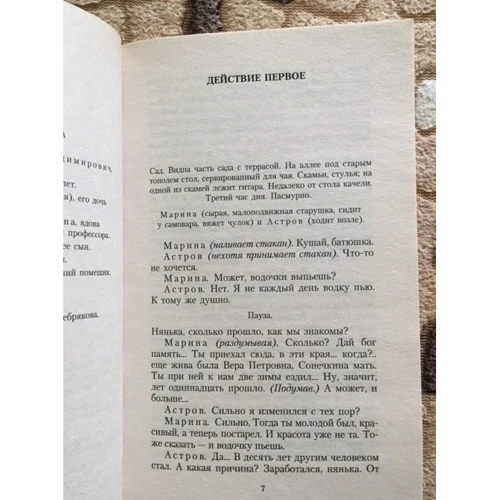 А
имирович,
лет.
я), его дочь
на, вдова
профессора.
ее сын.
ний помещик.
ебрякова.
ДЕЙСТВИЕ ПЕРВОЕ
Сад. Видна часть сада с террасой. На аллее под старым
тополем стол, сервированный для чая. Скамьи, стулья; на
одной из скамей лежит гитара. Недалеко от стола качели.
Третий час дня. Пасмурно.
Марина (сырая, малоподвижная старушка, сидит
у самовара, вяжет чулок) и Астров (ходит возле).
Марина (наливает стакан). Кушай, батюшка.
Астров (нехотя принимает стакан). Что-то
не хочется.
Марина. Может, водочки выпьешь?
Астров. Нет. Я не каждый день водку пью.
К тому же душно.
Пауза.
Нянька, сколько прошло, как мы знакомы?
Марина (раздумывая). Сколько? Дай бог
память... Ты приехал сюда, в эти края... когда?..
еще жива была Вера Петровна, Сонечкина мать.
Ты при ней к нам две зимы ездил... Ну, значит,
лет одиннадцать прошло. (Подумав.) А может, и
больше...
Астров. Сильно я изменился с тех пор?
Марина. Сильно. Тогда ты молодой был, кра-
сивый, а теперь постарел. И красота уже не та. То-
же сказать — и водочку пьешь.
Астров. Да... В десять лет другим человеком
стал. А какая причина? Заработался, нянька. От
7